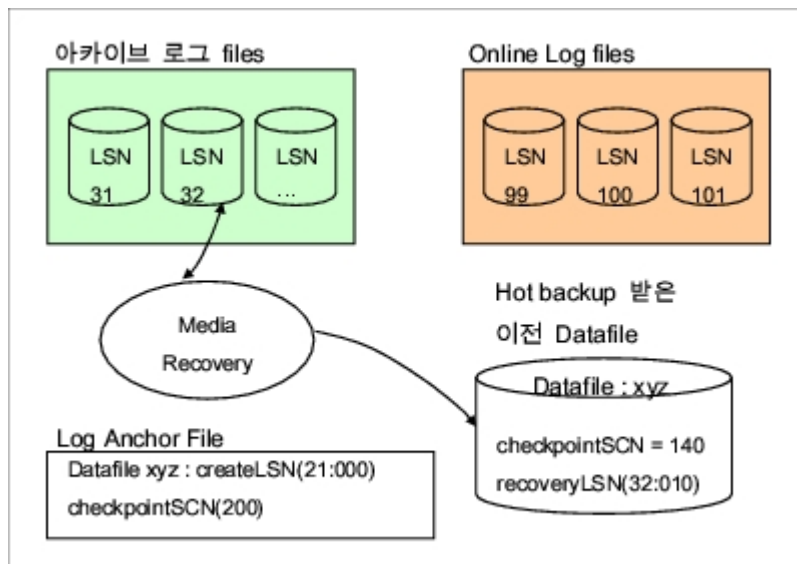 아카이브 로그 files
LSN
31
LSN
32
LSN
...
Online Log files
LSN
99
LSN
100
LSN
101
Media
Recovery
Hot backup 받은
이전 Datafile
Datafile : xyz
checkpointSCN = 140
recoveryLSN(32:010)
Log Anchor File
Datafile xyz : createLSN(21:000)
checkpointSCN(200)